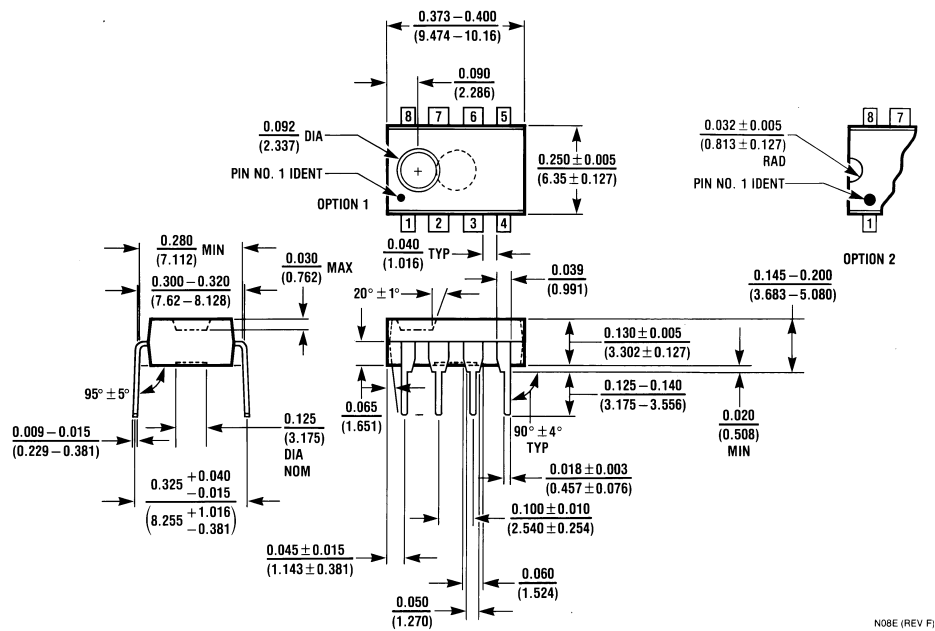 0.373 – 0.400
(9.474 – 10.16)
0.090
(2.286)
8 7 6 5
0.092 DIA
(2.337)
PIN NO. 1 IDENT
OPTION 1
+
0.250 ± 0.005
(6.35 ± 0.127)
1 2 3 4
8 7
0.032 ± 0.005
(0.813 ± 0.127)
RAD
PIN NO. 1 IDENT
1
OPTION 2
0.280 MIN
(7.112)
0.300 – 0.320
(7.62 – 8.128)
0.030 MAX
(0.762)
0.040 TYP
(1.016)
20° ± 1°
0.039
(0.991)
0.145 – 0.200
(3.683 – 5.080)
0.130 ± 0.005
(3.302 ± 0.127)
95° ± 5°
0.009 – 0.015
(0.229 – 0.381)
0.125
(3.175)
DIA
NOM
0.065
(1.651)
90° ± 4°
TYP
0.125 – 0.140
(3.175 – 3.556)
0.020
(0.508)
MIN
0.325 +0.040
−0.015
(8.255 +1.016
−0.381)
0.018 ± 0.003
(0.457 ± 0.076)
0.100 ± 0.010
(2.540 ± 0.254)
0.045 ± 0.015
(1.143 ± 0.381)
0.060
(1.524)
0.050
(1.270)
N08E (REV F)